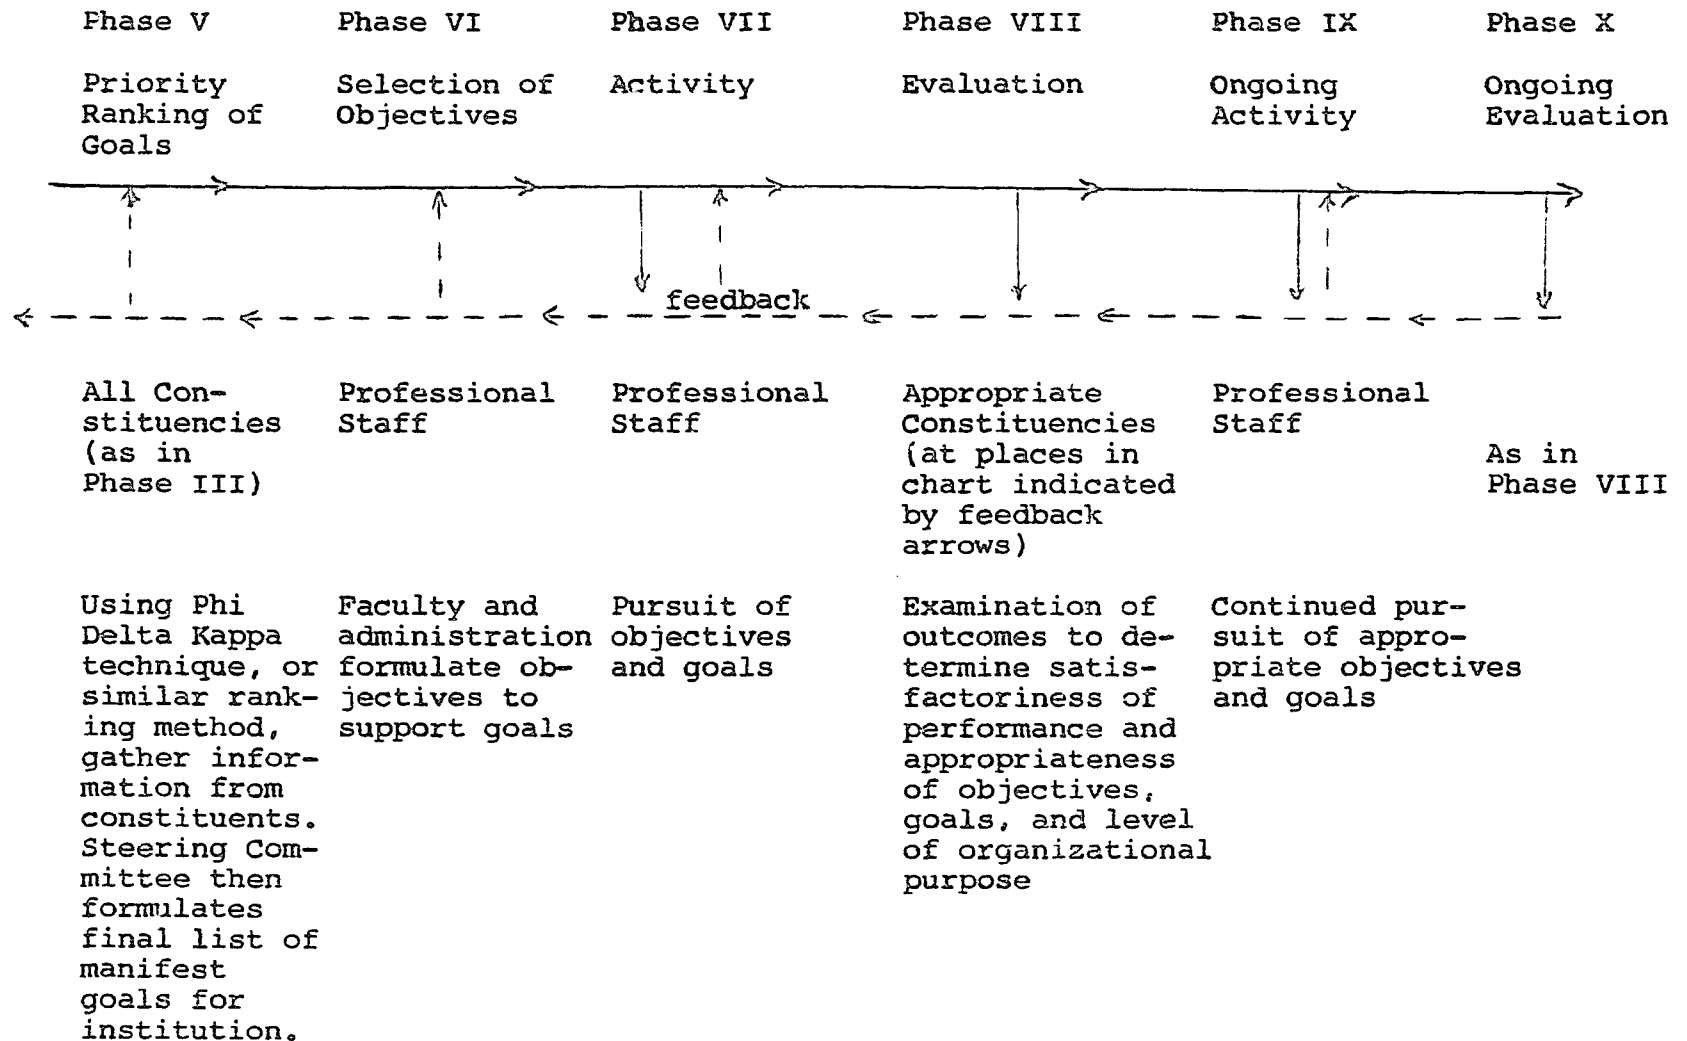 Phase V
Priority
Ranking of
Goals
Phase VI
Selection of
Objectives
Phase VII
Activity
Phase VIII
Evaluation
Phase IX
Ongoing
Activity
Phase X
Ongoing
Evaluation
feedback
All Con-
stituencies
(as in
Phase III)
Professional
Staff
Professional
Staff
Appropriate
Constituencies
(at places in
chart indicated
by feedback
arrows)
Professional
Staff
As in
Phase VIII
Using Phi
Delta Kappa
technique, or
similar rank-
ing method,
gather infor-
mation from
constituents.
Steering Com-
mittee then
formulates
final list of
manifest
goals for
institution.
Faculty and
administration
formulate ob-
jectives to
support goals
Pursuit of
objectives
and goals
Examination of
outcomes to de-
termine satis-
factoriness of
performance and
appropriateness
of objectives,
goals, and level
of organizational
purpose
Continued pur-
suit of appro-
priate objectives
and goals